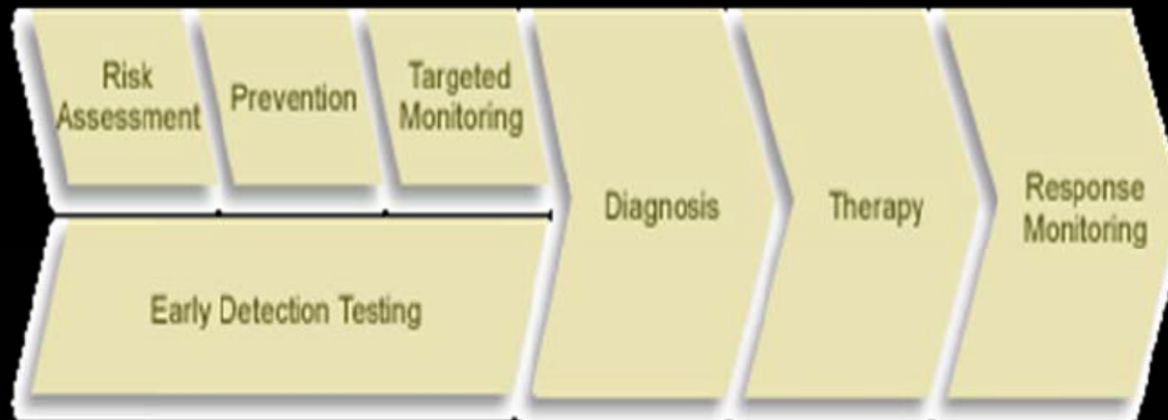 Risk
Assessment
Prevention
Targeted
Monitoring
Early Detection Testing
Diagnosis
Therapy
Response
Monitoring